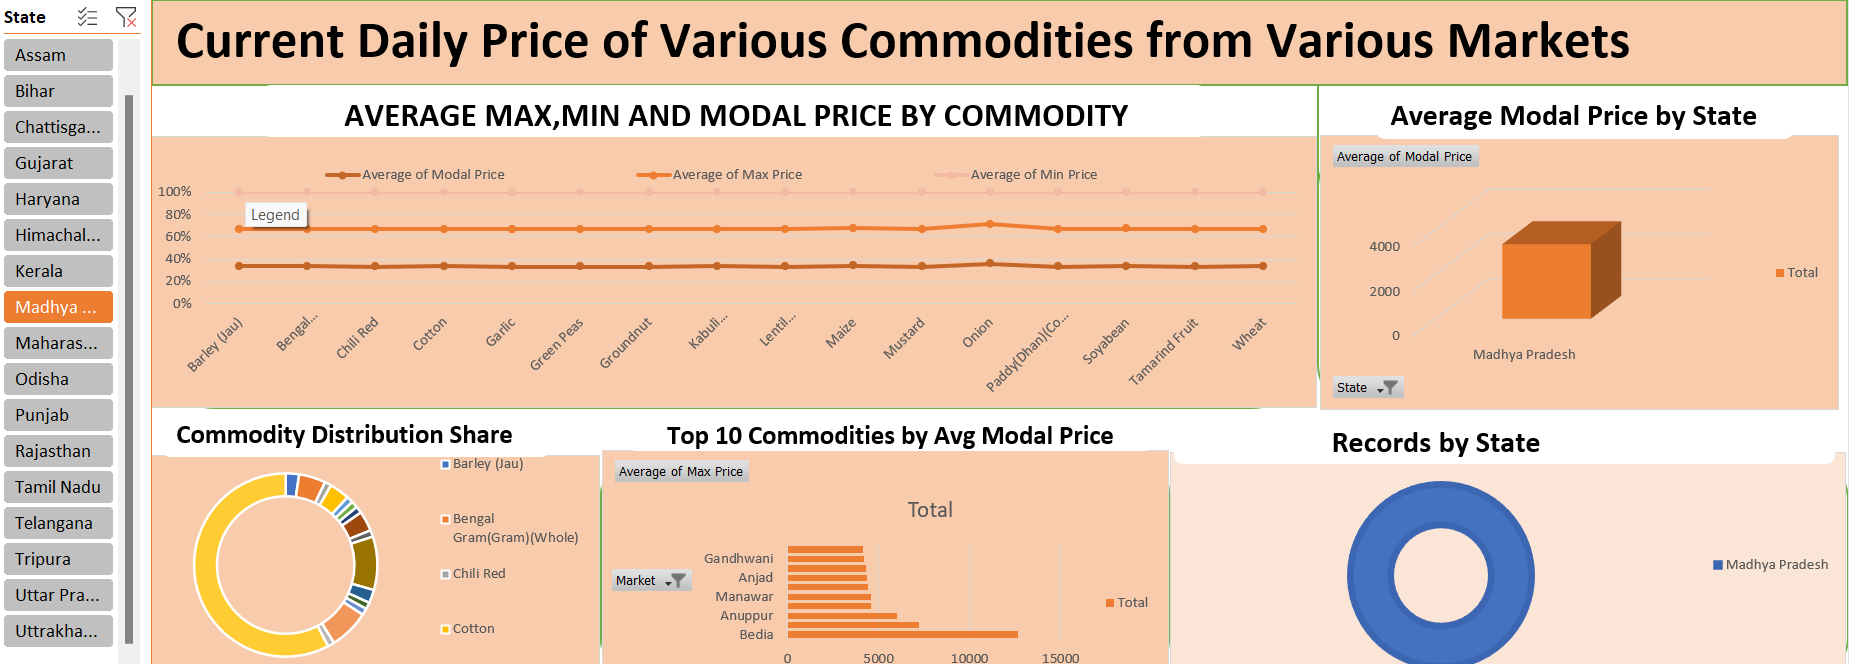 State
Assam
Bihar
Chattisga...
Gujarat
Haryana
Himachal...
Kerala
Madhya ...
Maharas...
Odisha
Punjab
Rajasthan
Tamil Nadu
Telangana
Tripura
Uttar Pra...
Uttrakha...
Current Daily Price of Various Commodities from Various Markets
AVERAGE MAX,MIN AND MODAL PRICE BY COMMODITY
Average of Modal Price
Average of Max Price
Average of Min Price
100%
80%
60%
40%
20%
0%
Legend
Barley (Jau)
Bengal...
Chili Red
Cotton
Garlic
Green Peas
Groundnut
Kabuli...
Lentil...
Maize
Mustard
Onion
Paddy(Dhan)(Co...
Soyabean
Tamarind Fruit
Wheat
Average Modal Price by State
Average of Modal Price
4000
2000
0
Madhya Pradesh
Total
State
Commodity Distribution Share
Barley (Jau)
Bengal
Gram(Gram)(Whole)
Chili Red
Cotton
Top 10 Commodities by Avg Modal Price
Average of Max Price
Total
Market
Gandhwani
Anjad
Manawar
Anuppur
Bedia
0
5000
10000
15000
Total
Records by State
Madhya Pradesh